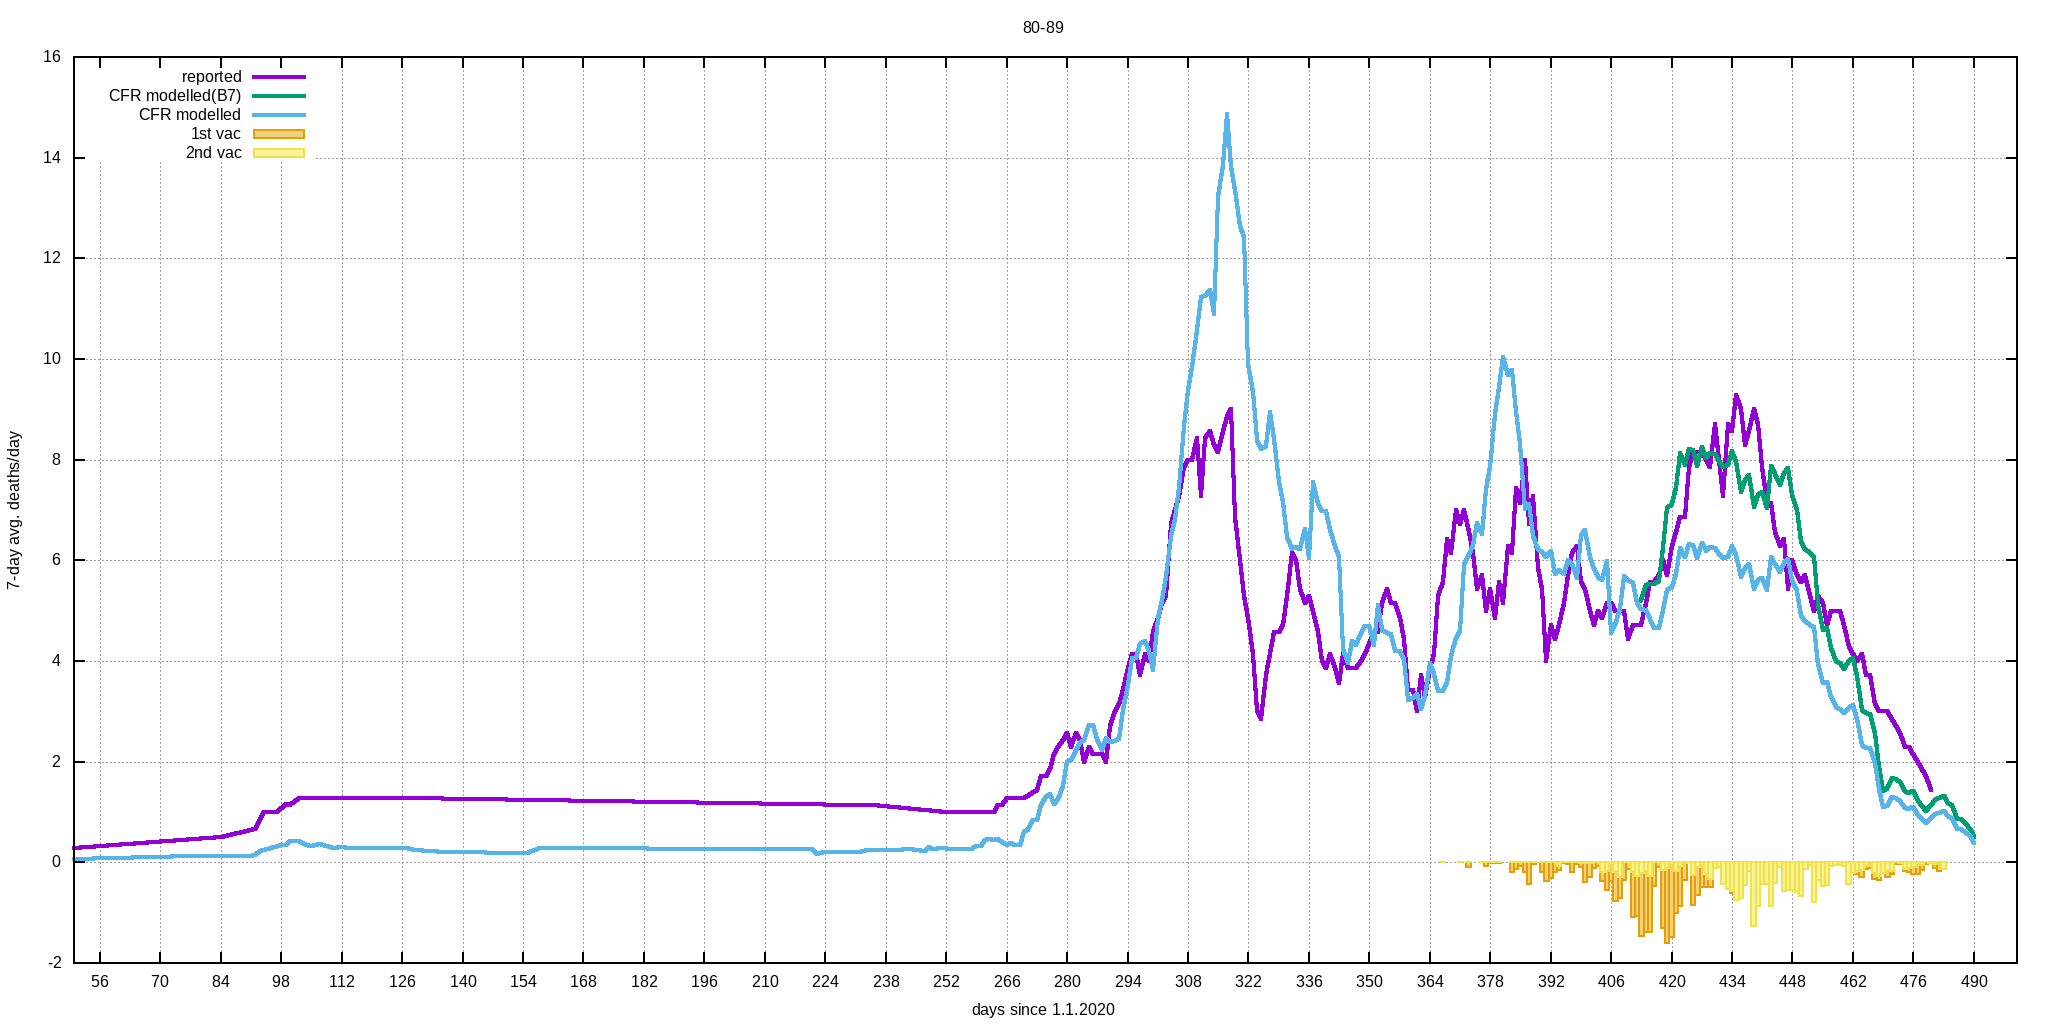 80-89
16
14
12
10
8
6
4
2
0
-2
7-day avg. deaths/day
reported
CFR modelled(B7)
CFR modelled
1st vac
2nd vac
56 70 84 98 112 126 140 154 168 182 196 210 224 238 252 266 280 294 308 322 336 350 364 378 392 406 420 434 448 462 476 490
days since 1.1.2020